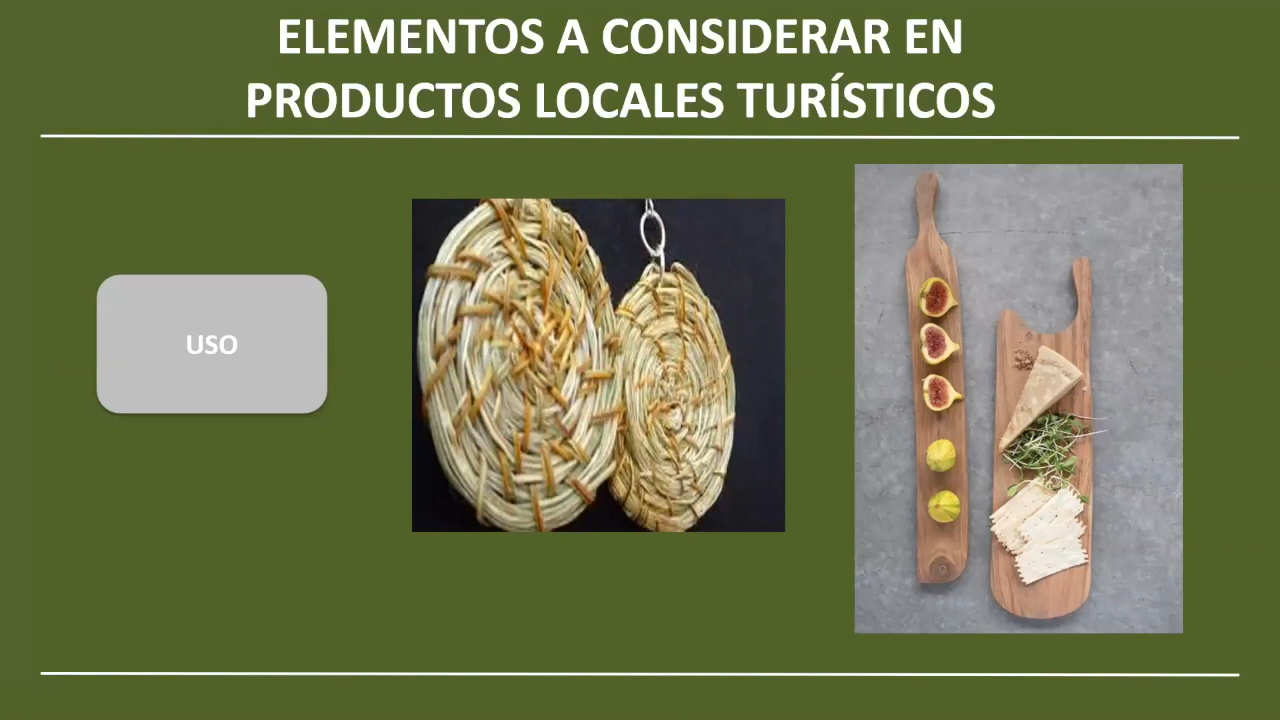 ELEMENTOS A CONSIDERAR EN
PRODUCTOS LOCALES TURÍSTICOS
USO